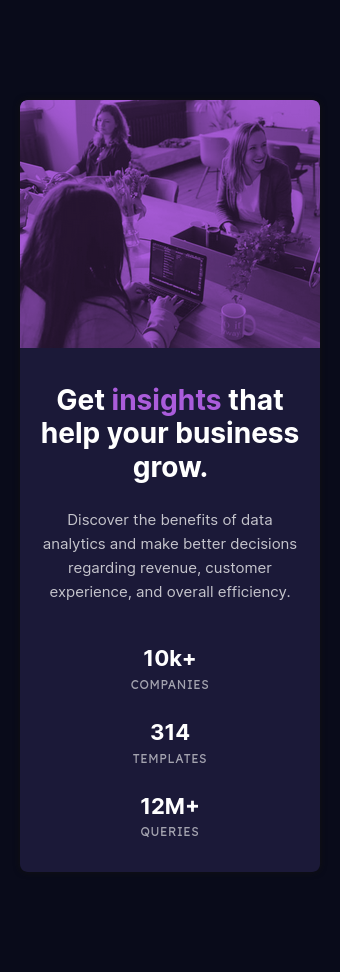 Get insights that
help your business
grow.
Discover the benefits of data
analytics and make better decisions
regarding revenue, customer
experience, and overall efficiency.
10k+
COMPANIES
314
TEMPLATES
12M+
QUERIES